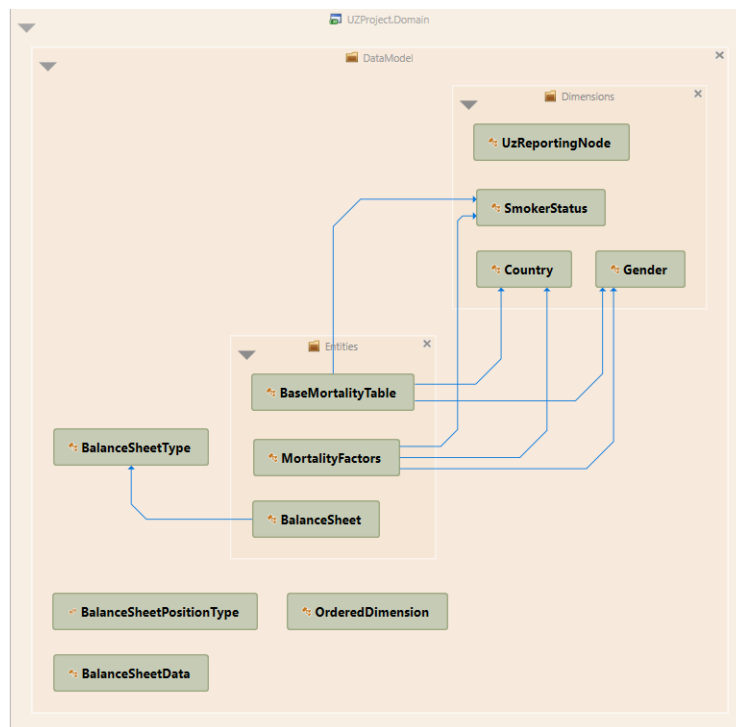 UZProject.Domain
DataModel
Dimensions
UzReportingNode
SmokerStatus
Country
Gender
Entities
BaseMortalityTable
BalanceSheetType
MortalityFactors
BalanceSheet
BalanceSheetPositionType
OrderedDimension
BalanceSheetData